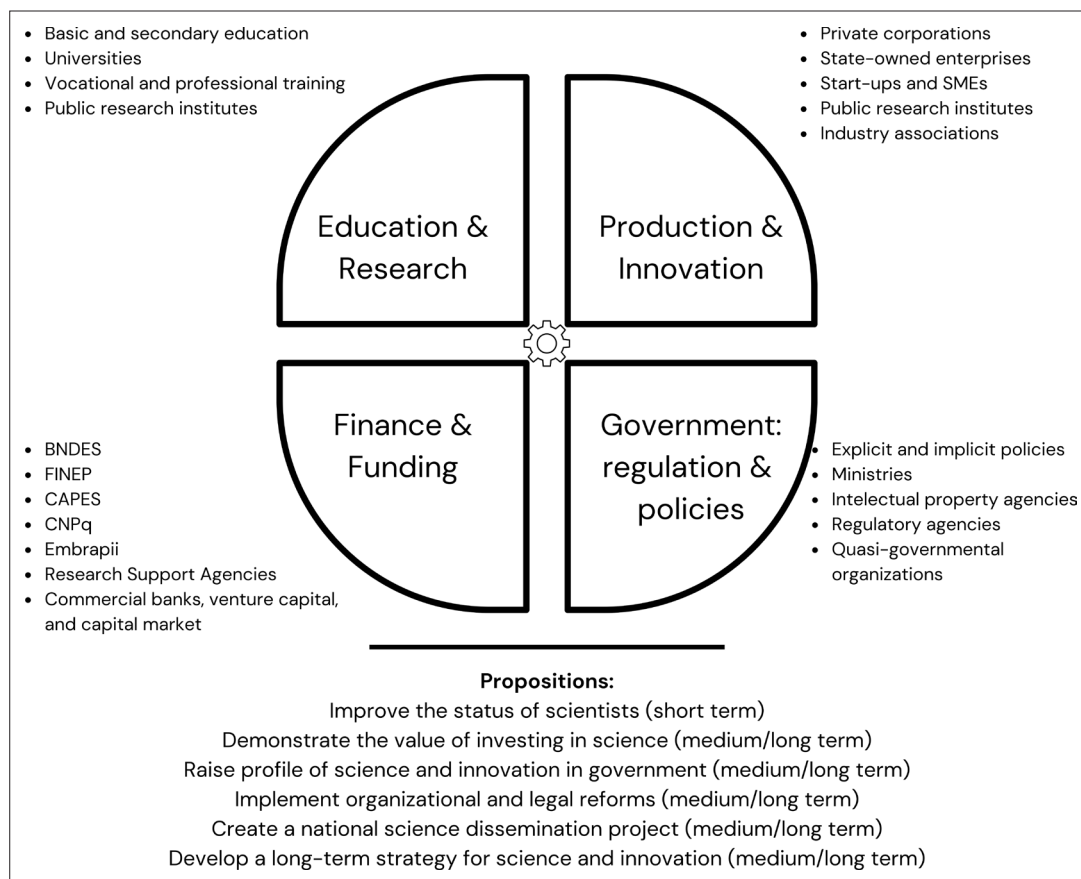 • Basic and secondary education
• Universities
• Vocational and professional training
• Public research institutes
• Private corporations
• State-owned enterprises
• Start-ups and SMEs
• Public research institutes
• Industry associations
Education &
Research
Production &
Innovation
Finance &
Funding
Government:
regulation &
policies
• BNDES
• FINEP
• CAPES
• CNPq
• Embrapii
• Research Support Agencies
• Commercial banks, venture capital,
and capital market
• Explicit and implicit policies
• Ministries
• Intelectual property agencies
• Regulatory agencies
• Quasi-governmental
organizations
Propositions:
Improve the status of scientists (short term)
Demonstrate the value of investing in science (medium/long term)
Raise profile of science and innovation in government (medium/long term)
Implement organizational and legal reforms (medium/long term)
Create a national science dissemination project (medium/long term)
Develop a long-term strategy for science and innovation (medium/long term)